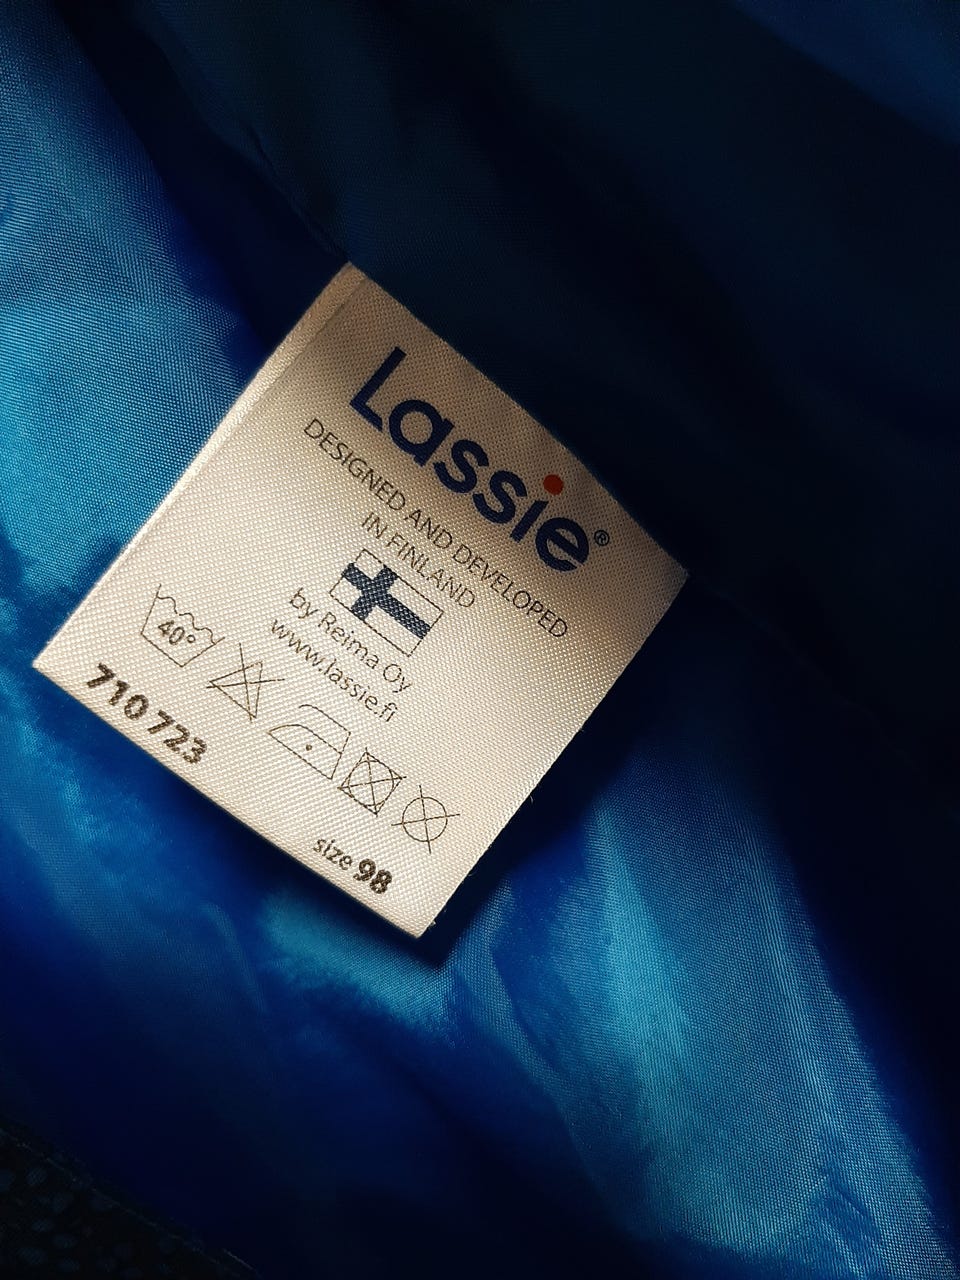 Lassie®
DESIGNED AND DEVELOPED
IN FINLAND
by Reima Oy
www.lassie.fi
40°
710 723
size 98